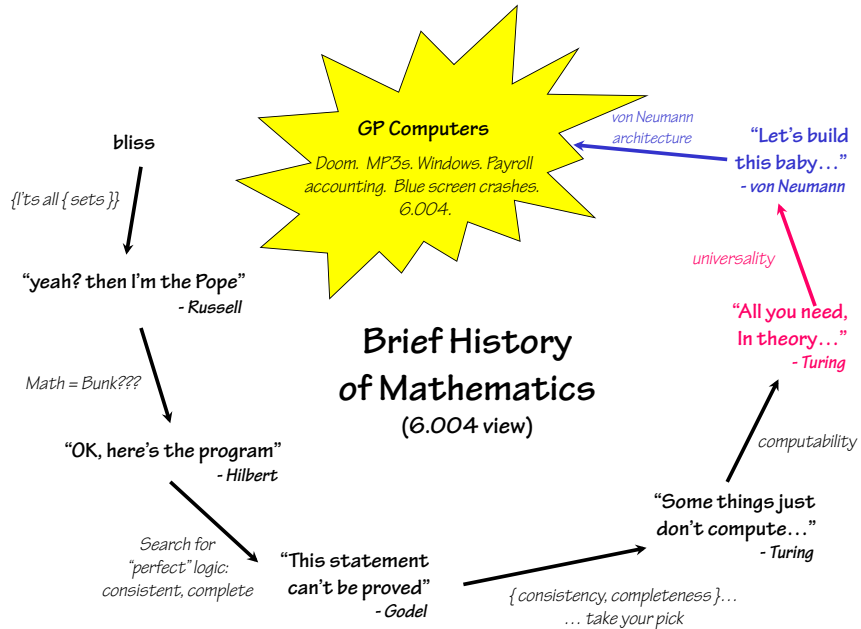 bliss
{I'ts all { sets }}
“yeah? then I'm the Pope”
- Russell
Math = Bunk???
“OK, here's the program”
- Hilbert
Search for
“perfect” logic:
consistent, complete
“This statement
can't be proved”
- Godel
{ consistency, completeness }...
... take your pick
“Some things just
don't compute...”
- Turing
computability
“All you need,
In theory...”
- Turing
universality
“Let's build
this baby...”
- von Neumann
von Neumann
architecture
GP Computers
Doom. MP3s. Windows. Payroll
accounting. Blue screen crashes.
6.004.
Brief History
of Mathematics
(6.004 view)